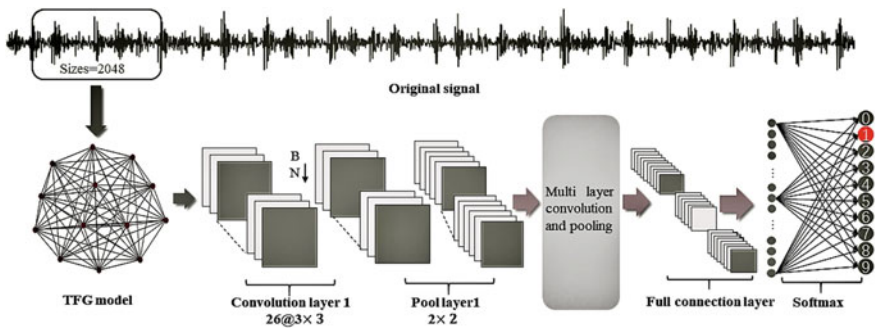 Sizes=2048
Original signal
B
N
Multi layer
convolution
and pooling
0
1
2
3
4
5
6
7
8
9
TFG model
Convolution layer 1
26@3× 3
Pool layer1
2× 2
Full connection layer
Softmax